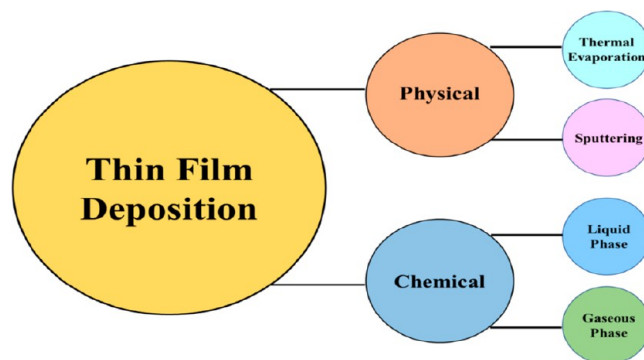 Thin Film
Deposition
Physical
Thermal
Evaporation
Sputtering
Chemical
Liquid
Phase
Gaseous
Phase